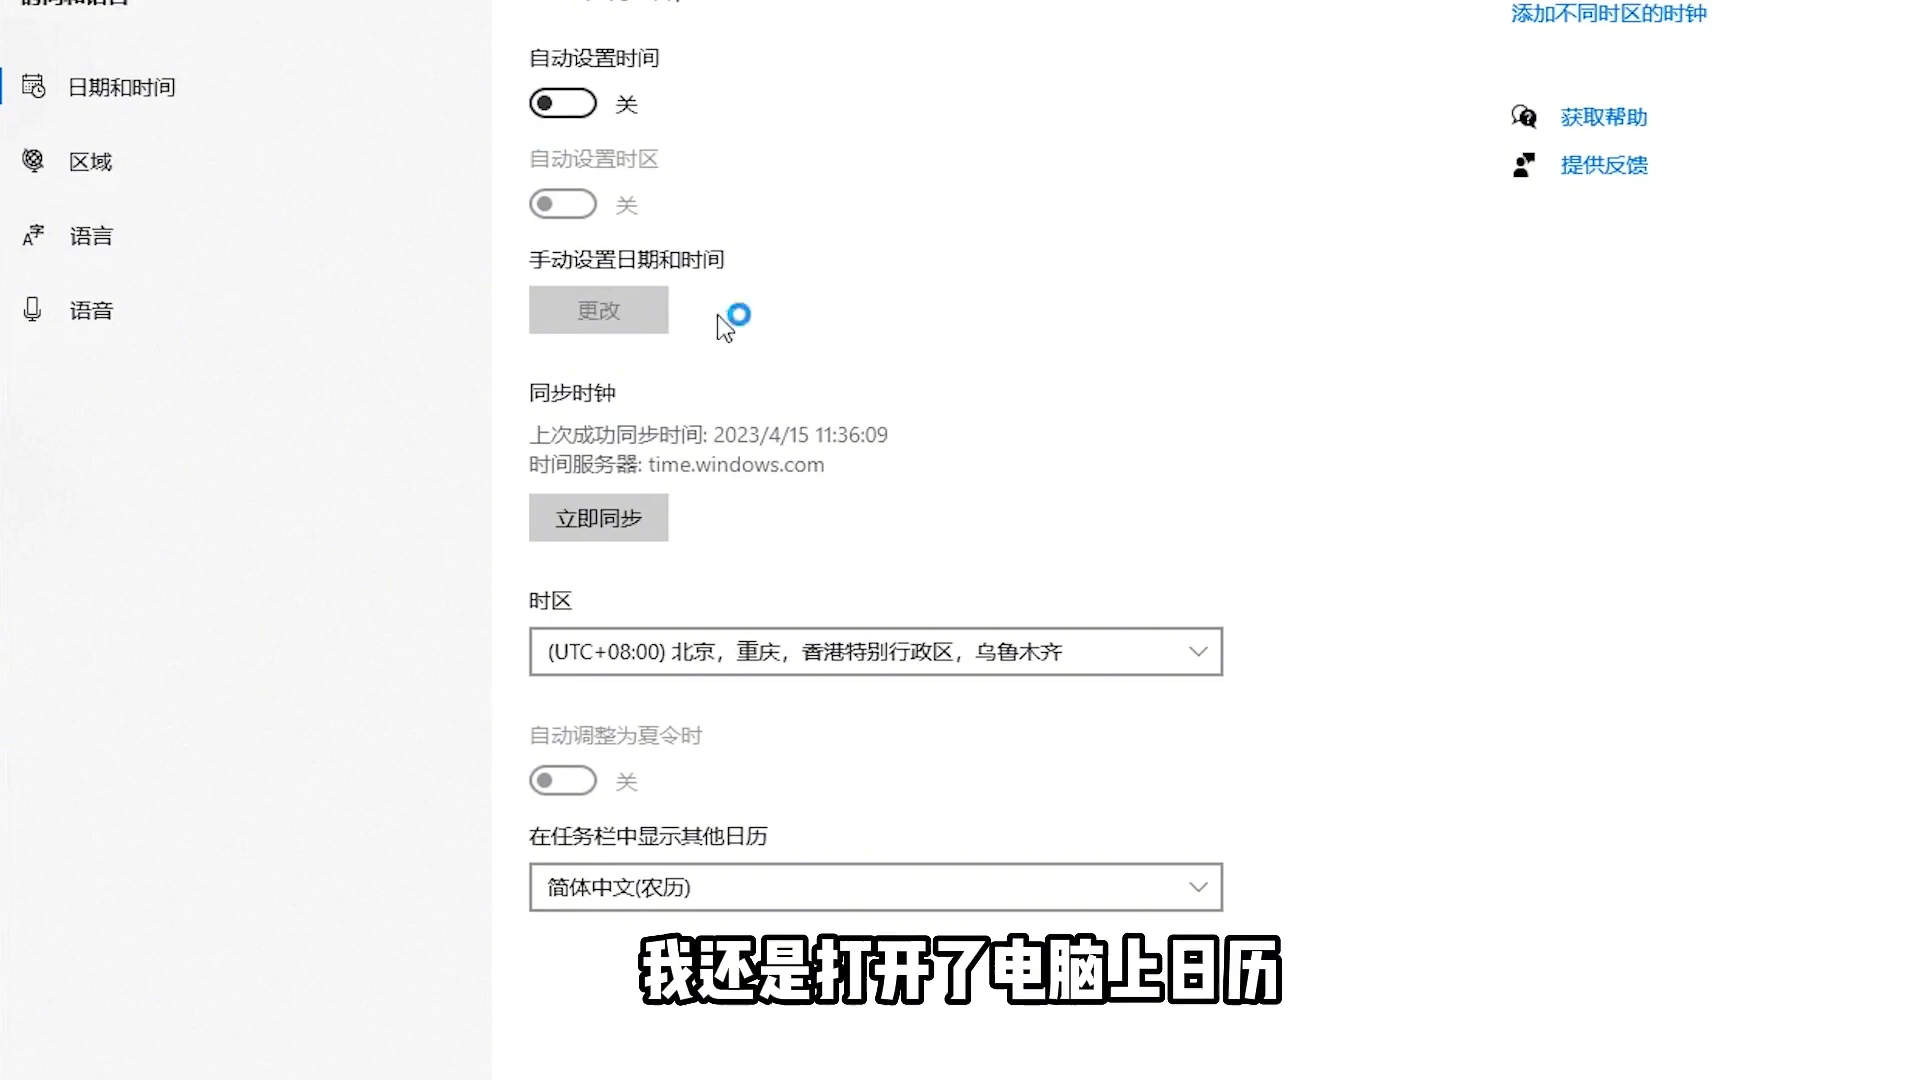 日期和时间
区域
语言
语音
自动设置时间
关
自动设置时区
关
手动设置日期和时间
更改
同步时钟
上次成功同步时间: 2023/4/15 11:36:09
时间服务器: time.windows.com
立即同步
时区
(UTC+08:00) 北京，重庆，香港特别行政区，乌鲁木齐
自动调整为夏令时
关
在任务栏中显示其他日历
简体中文(农历)
添加不同时区的时钟
获取帮助
提供反馈
我还是打开了电脑上日历